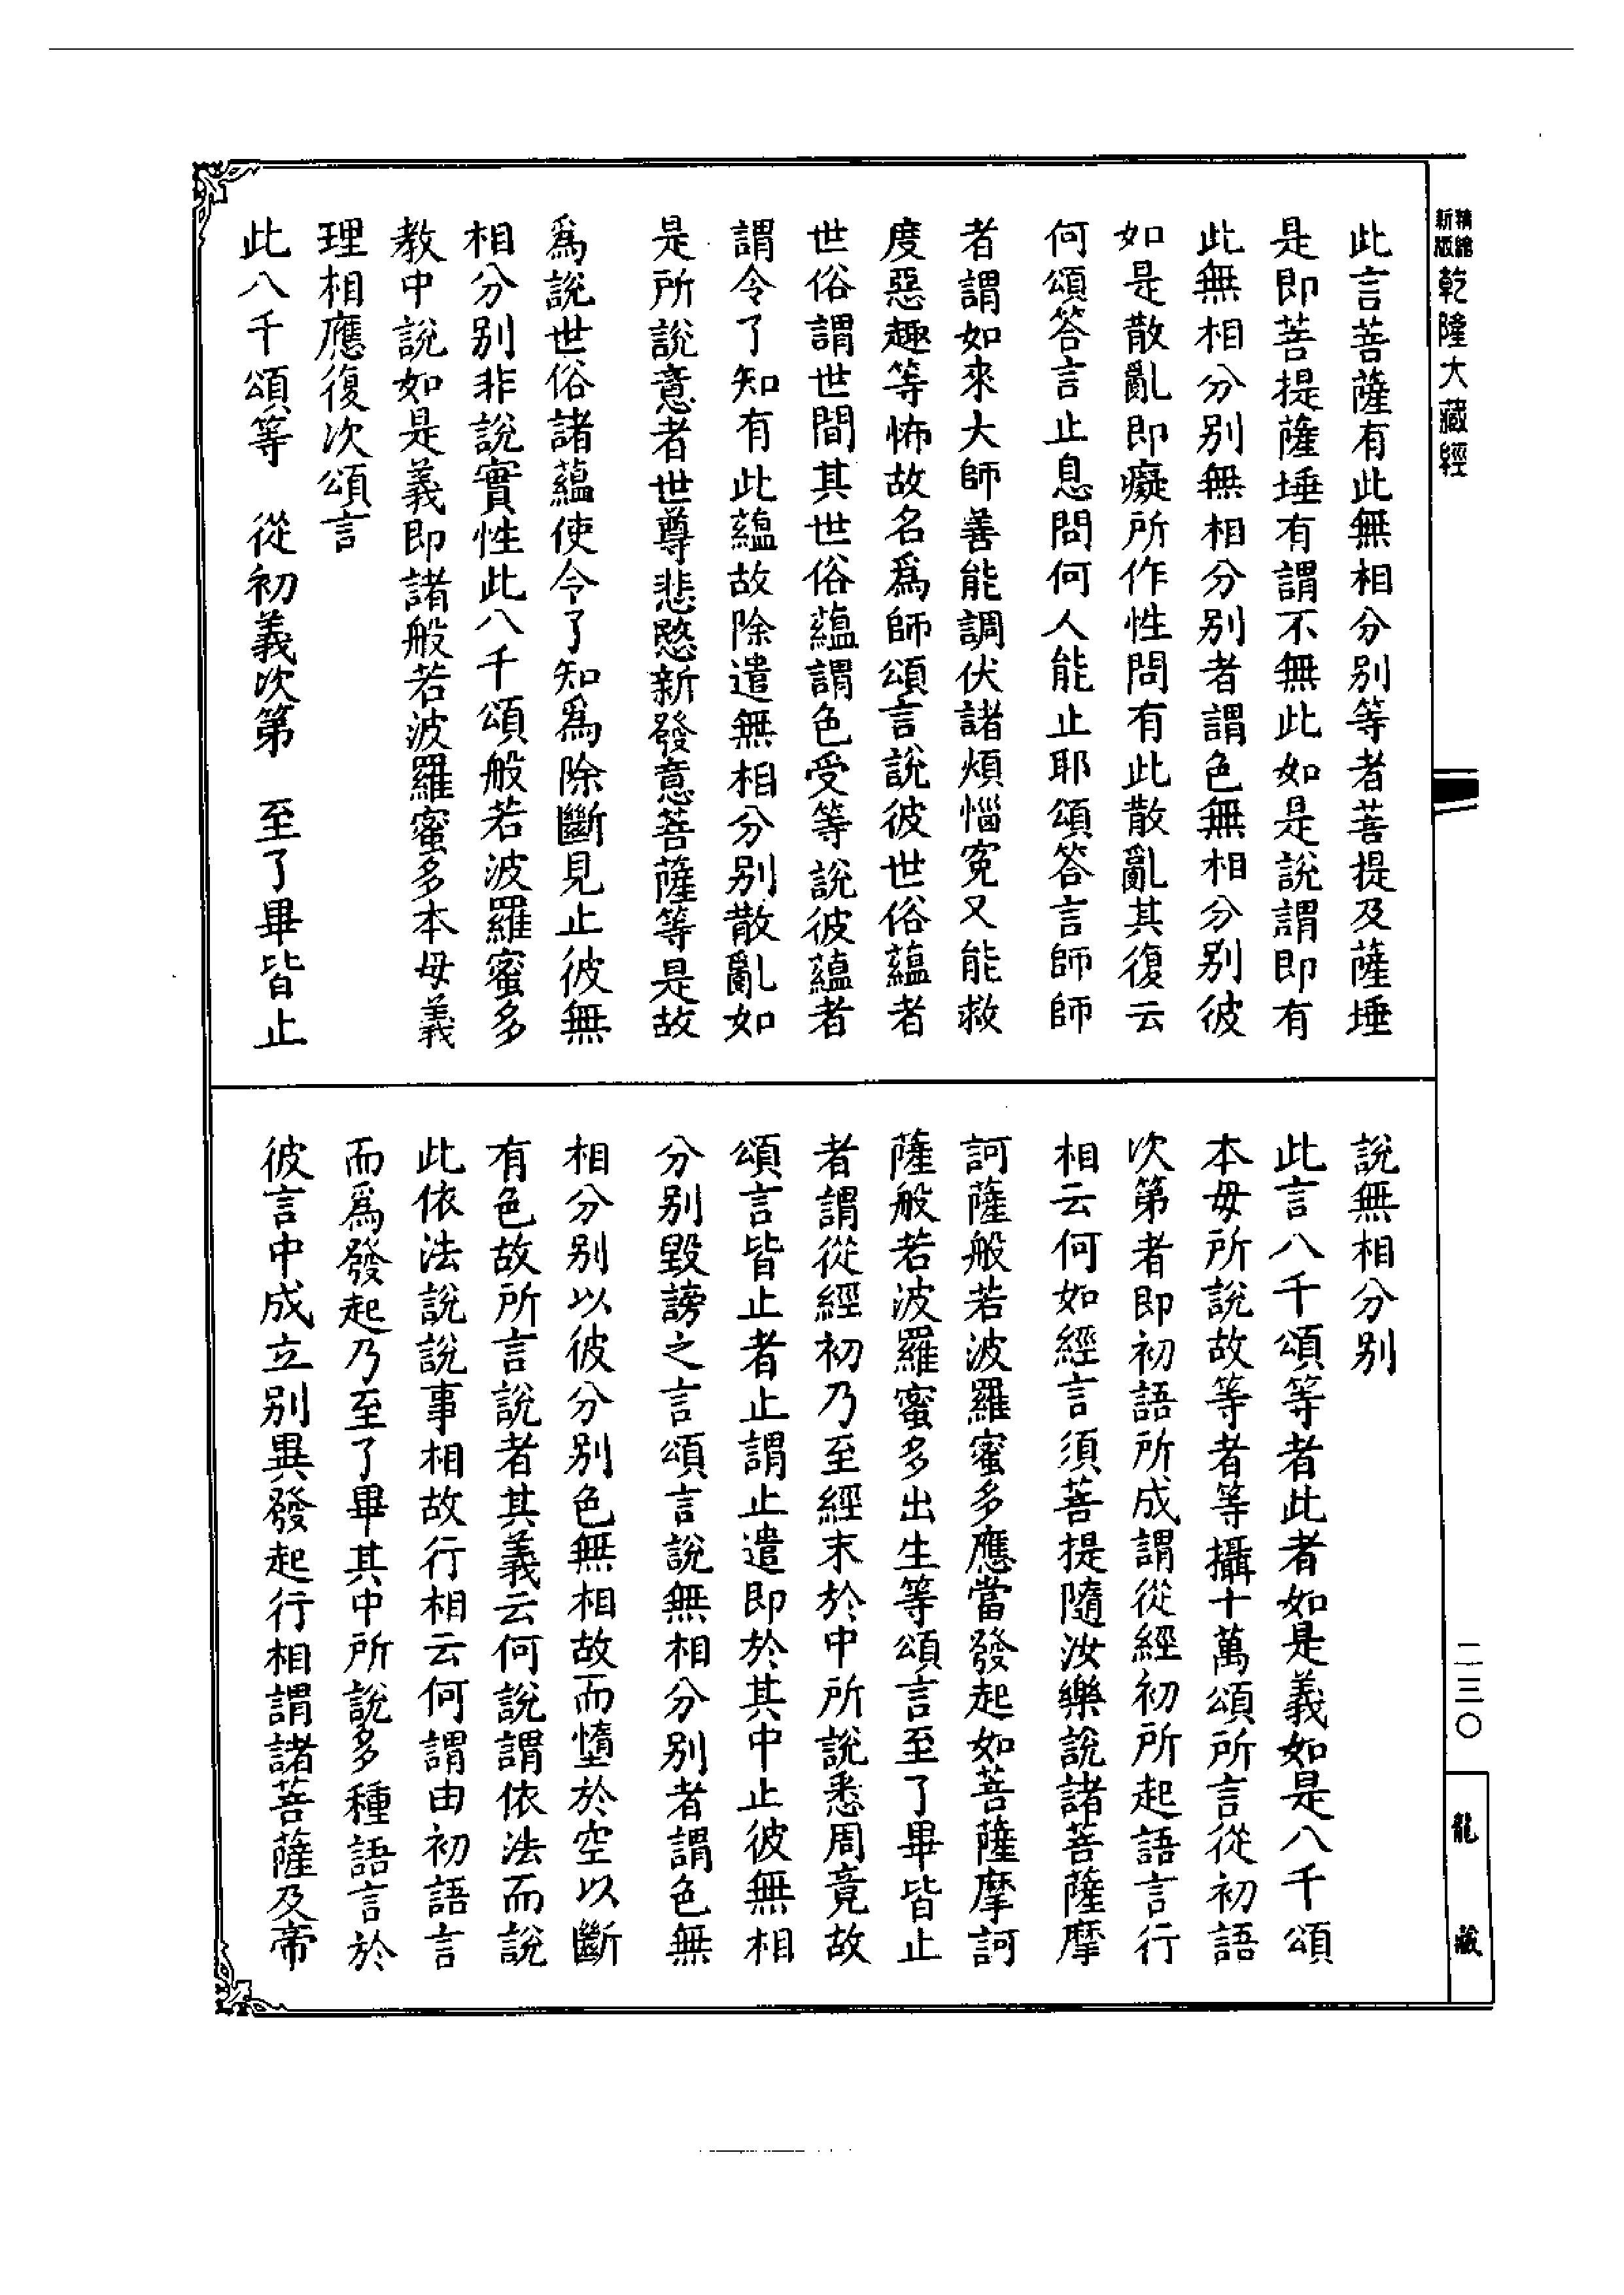 新版精縮乾隆大藏經
此言菩薩有此無相分別等者菩提及薩埵
是即菩提薩埵有謂不無此如是說謂即有
此無相分別無相分別者謂色無相分別彼
如是散亂即癡所作性問有此散亂其復云
何頌答言止息問何人能止耶頌答言師師
者謂如來大師善能調伏諸煩惱寃又能救
度惡趣等怖故名爲師頌言說彼世俗蘊者
世俗謂世間其世俗蘊謂色受等說彼蘊者
謂令了知有此蘊故除遣無相分別散亂如
是所說意者世尊悲愍新發意菩薩等是故
爲說世俗諸蘊使令了知爲除斷見止彼無
相分別非說實性此八千頌般若波羅蜜多
教中說如是義即諸般若波羅蜜多本母義
理相應復次頌言
此八千頌等　從初義次第　至了畢皆止
說無相分別
此言八千頌等者此者如是義如是八千頌
本母所說故等者等攝十萬頌所言從初語
次第者即初語所成謂從經初所起語言行
相云何如經言須菩提隨汝樂說諸菩薩摩
訶薩般若波羅蜜多應當發起如菩薩摩訶
薩般若波羅蜜多出生等頌言至了畢皆止
者謂從經初乃至經末於中所說悉周竟故
頌言皆止者止謂止遣即於其中止彼無相
分別毀謗之言頌言說無相分別者謂色無
相分別以彼分別色無相故而墮於空以斷
有色故所言說者其義云何說謂依法而說
此依法說說事相故行相云何謂由初語言
而爲發起乃至了畢其中所說多種語言於
彼言中成立別異發起行相謂諸菩薩及帝
二三〇
龍藏